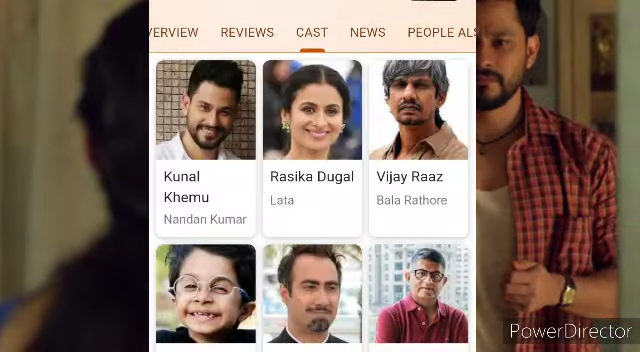 VERVIEW REVIEWS CAST NEWS PEOPLE ALS
Kunal
Khemu
Nandan Kumar
Rasika Dugal
Lata
Vijay Raaz
Bala Rathore
PowerDirector